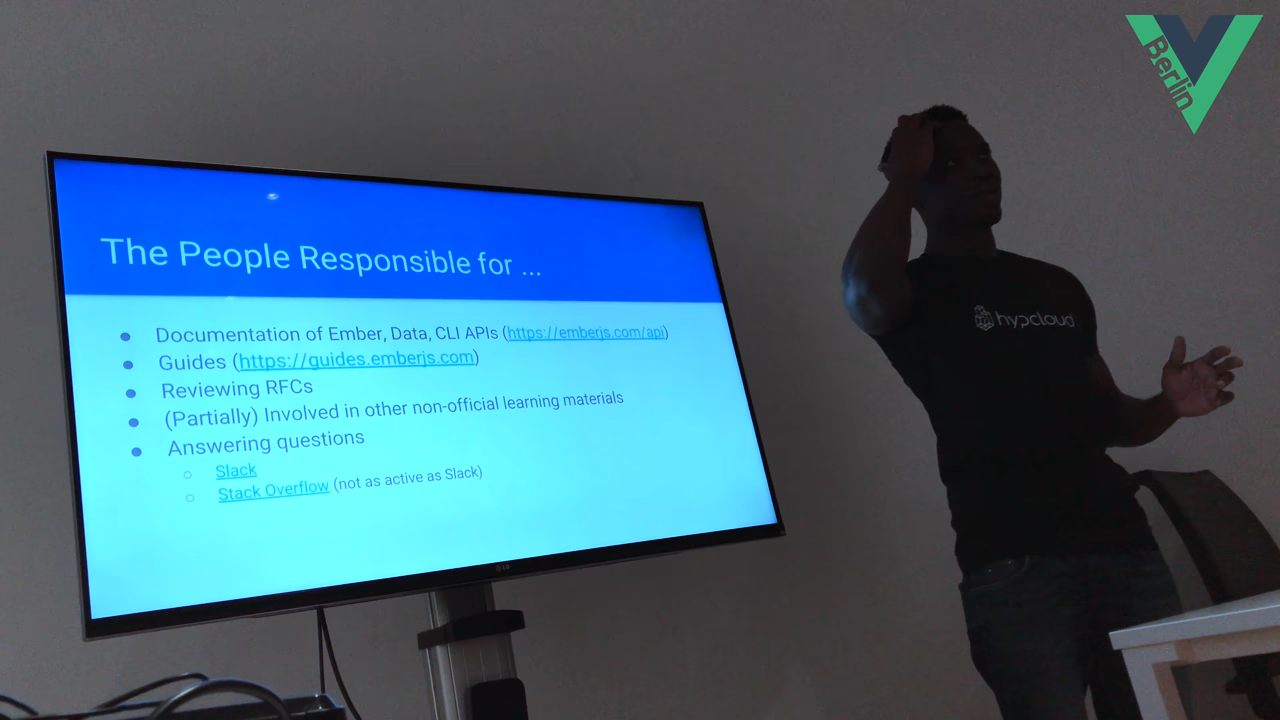 Berlin
The People Responsible for ...
● Documentation of Ember, Data, CLI APIs (https://emberjs.com/api)
● Guides (https://guides.emberjs.com)
● Reviewing RFCs
● (Partially) Involved in other non-official learning materials
● Answering questions
○ Slack
○ Stack Overflow (not as active as Slack)
hypcloud
LG